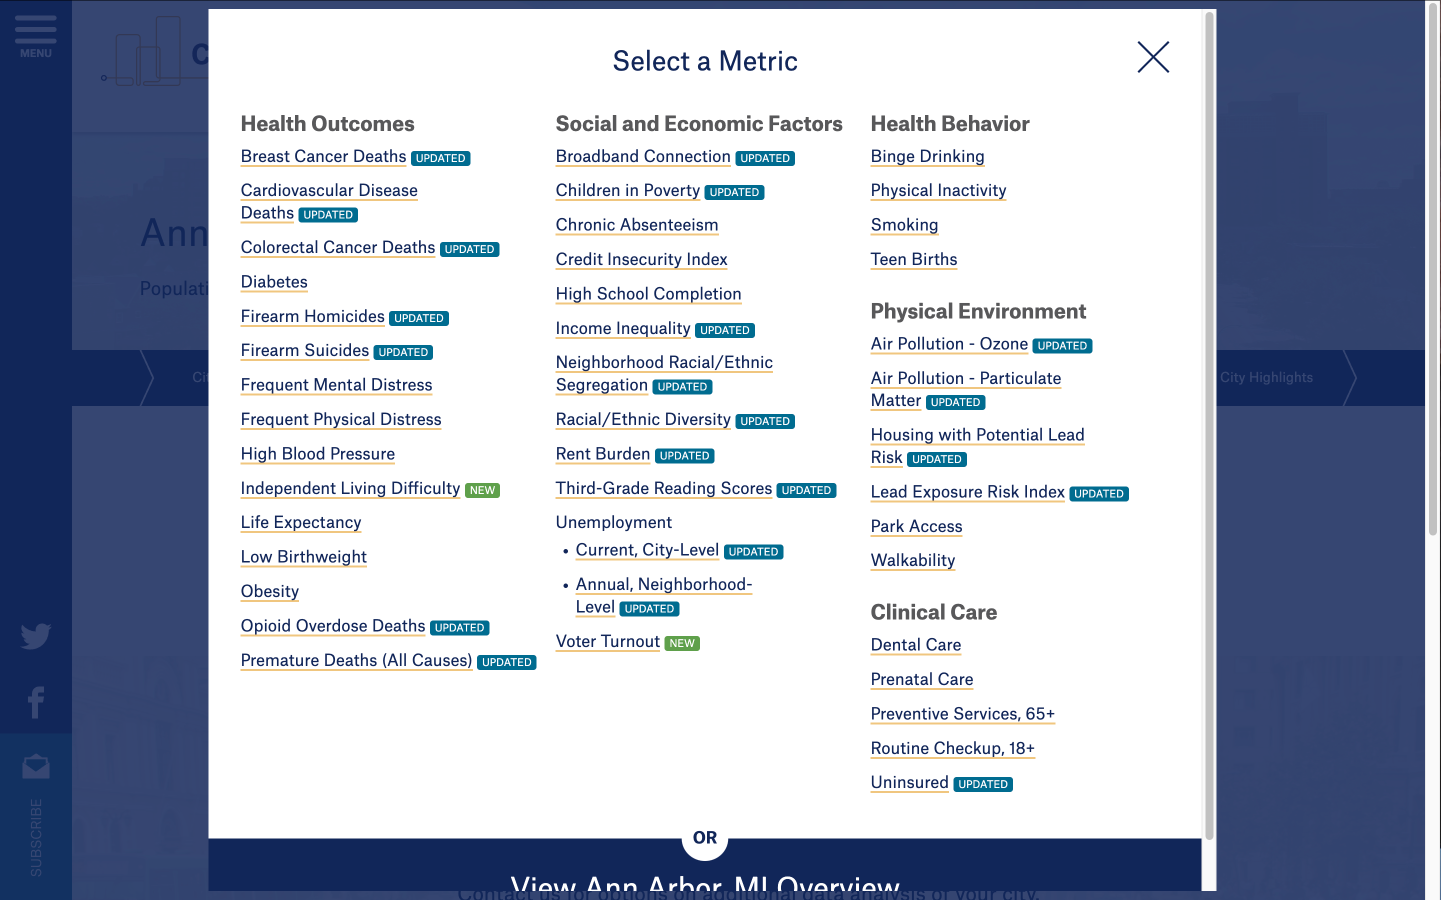 MENU
C
Select a Metric
Ann
Populati
Cit
City Highlights
SUBSCRIBE
Health Outcomes
Breast Cancer Deaths UPDATED
Cardiovascular Disease
Deaths UPDATED
Colorectal Cancer Deaths UPDATED
Diabetes
Firearm Homicides UPDATED
Firearm Suicides UPDATED
Frequent Mental Distress
Frequent Physical Distress
High Blood Pressure
Independent Living Difficulty NEW
Life Expectancy
Low Birthweight
Obesity
Opioid Overdose Deaths UPDATED
Premature Deaths (All Causes) UPDATED
Social and Economic Factors
Broadband Connection UPDATED
Children in Poverty UPDATED
Chronic Absenteeism
Credit Insecurity Index
High School Completion
Income Inequality UPDATED
Neighborhood Racial/Ethnic
Segregation UPDATED
Racial/Ethnic Diversity UPDATED
Rent Burden UPDATED
Third-Grade Reading Scores UPDATED
Unemployment
• Current, City-Level UPDATED
• Annual, Neighborhood-
Level UPDATED
Voter Turnout NEW
Health Behavior
Binge Drinking
Physical Inactivity
Smoking
Teen Births
Physical Environment
Air Pollution - Ozone UPDATED
Air Pollution - Particulate
Matter UPDATED
Housing with Potential Lead
Risk UPDATED
Lead Exposure Risk Index UPDATED
Park Access
Walkability
Clinical Care
Dental Care
Prenatal Care
Preventive Services, 65+
Routine Checkup, 18+
Uninsured UPDATED
OR
View Ann Arbor, MI Overview
Contact us for options on additional data analysis of your city.